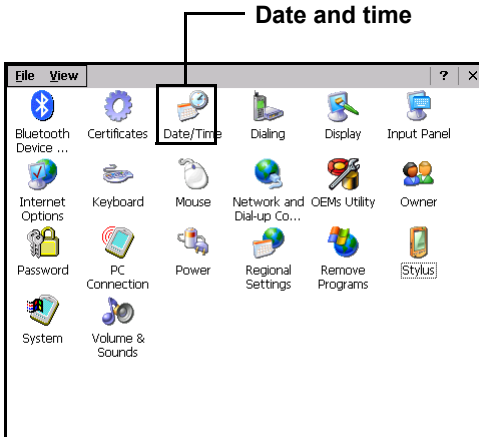 Date and time
File View ? ×
Bluetooth Device ... Certificates Date/Time Dialing Display Input Panel
Internet Options Keyboard Mouse Network and Dial-up Co... OEMs Utility Owner
Password PC Connection Power Regional Settings Remove Programs Stylus
System Volume & Sounds